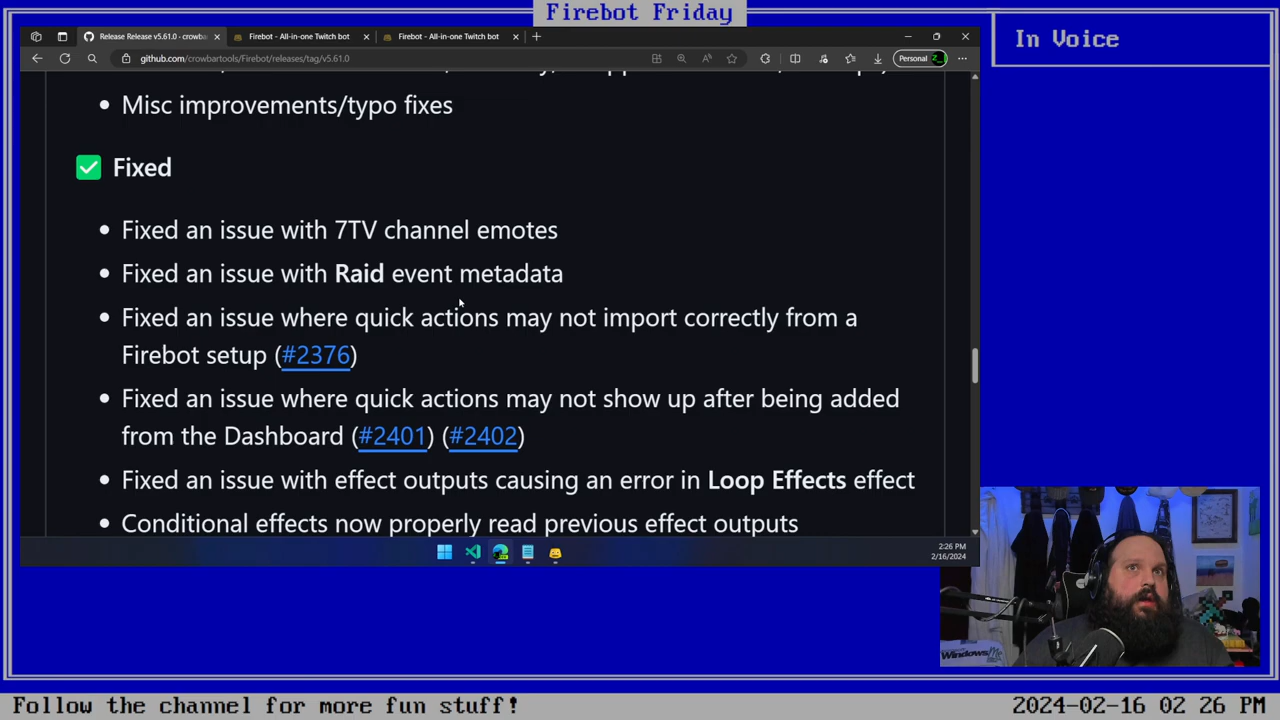 Firebot Friday
In Voice
Release Release v5.61.0 · crowba
Firebot - All-in-one Twitch bot
Firebot - All-in-one Twitch bot
github.com/crowbartools/Firebot/releases/tag/v5.61.0
Personal
Misc improvements/typo fixes
Fixed
Fixed an issue with 7TV channel emotes
Fixed an issue with Raid event metadata
Fixed an issue where quick actions may not import correctly from a
Firebot setup (#2376)
Fixed an issue where quick actions may not show up after being added
from the Dashboard (#2401) (#2402)
Fixed an issue with effect outputs causing an error in Loop Effects effect
Conditional effects now properly read previous effect outputs
2:26 PM
2/16/2024
Windows Me
Follow the channel for more fun stuff!
2024-02-16 02 26 PM